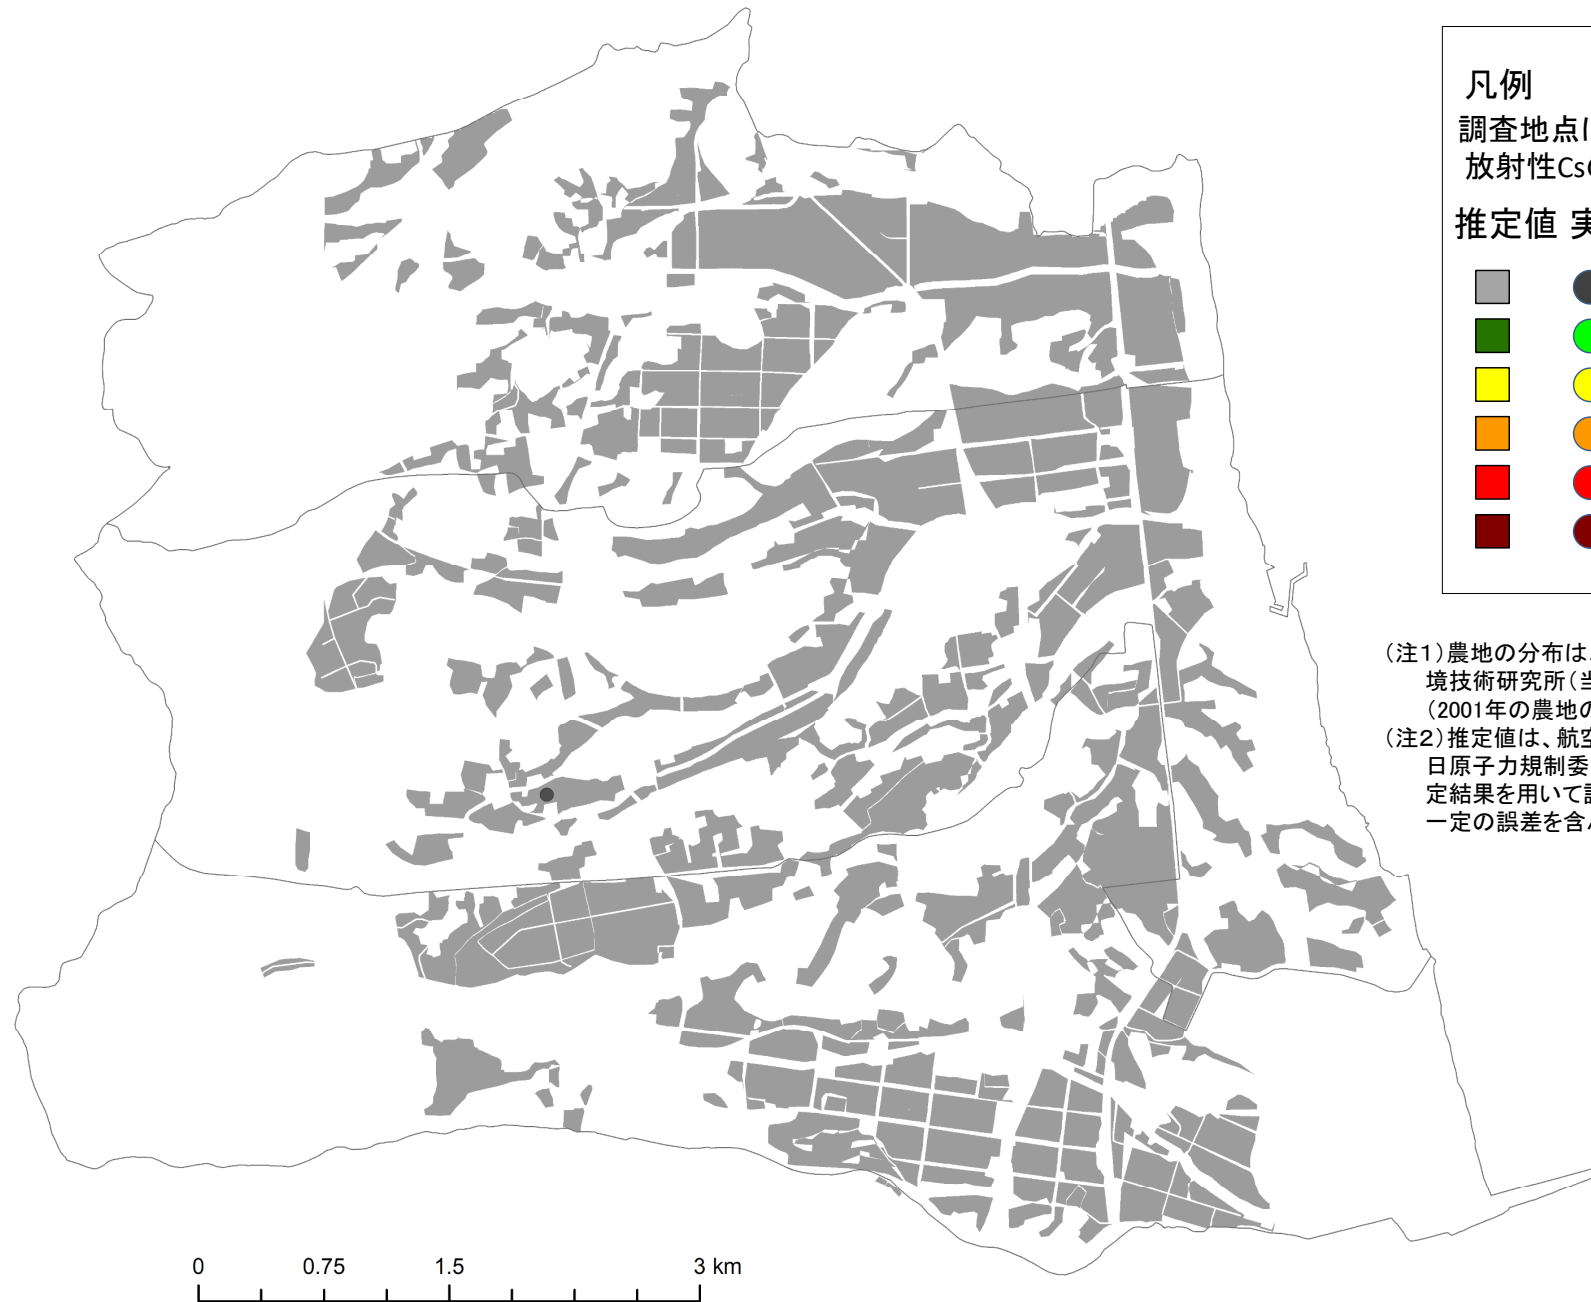 凡例
調査地点に
放射性Cs
推定値 実
(注1)農地の分布は、
境技術研究所(当
(2001年の農地の
(注2)推定値は、航空
日原子力規制委
定結果を用いて
一定の誤差を含
0 0.75 1.5 3 km